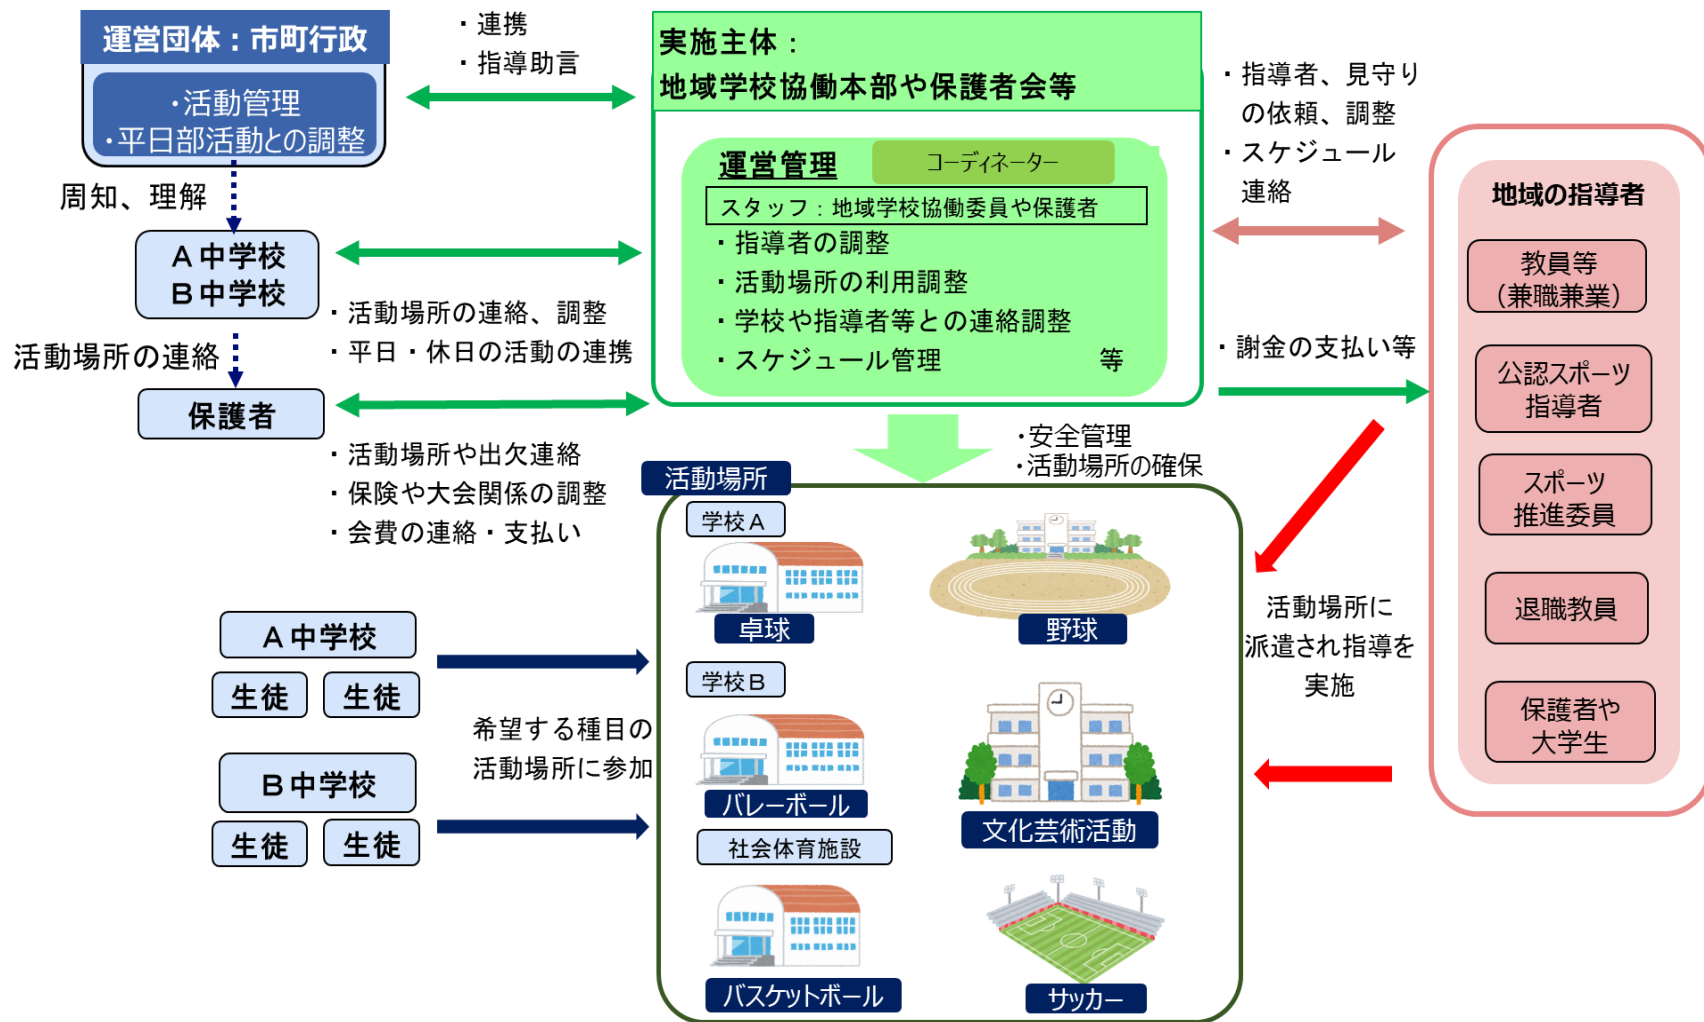 運営団体：市町行政
・活動管理
・平日部活動との調整
・連携
・指導助言
実施主体：
地域学校協働本部や保護者会等
運営管理
コーディネーター
スタッフ：地域学校協働委員や保護者
・指導者の調整
・活動場所の利用調整
・学校や指導者等との連絡調整
・スケジュール管理 等
・指導者、見守り
の依頼、調整
・スケジュール
連絡
地域の指導者
教員等
（兼職兼業）
公認スポーツ
指導者
スポーツ
推進委員
退職教員
保護者や
大学生
・謝金の支払い等
周知、理解
A中学校
B中学校
・活動場所の連絡、調整
・平日・休日の活動の連携
活動場所の連絡
保護者
・活動場所や出欠連絡
・保険や大会関係の調整
・会費の連絡・支払い
・安全管理
・活動場所の確保
活動場所
学校A
卓球
野球
学校B
バレーボール
文化芸術活動
社会体育施設
バスケットボール
サッカー
活動場所に
派遣され指導を
実施
A中学校
生徒 生徒
B中学校
生徒 生徒
希望する種目の
活動場所に参加